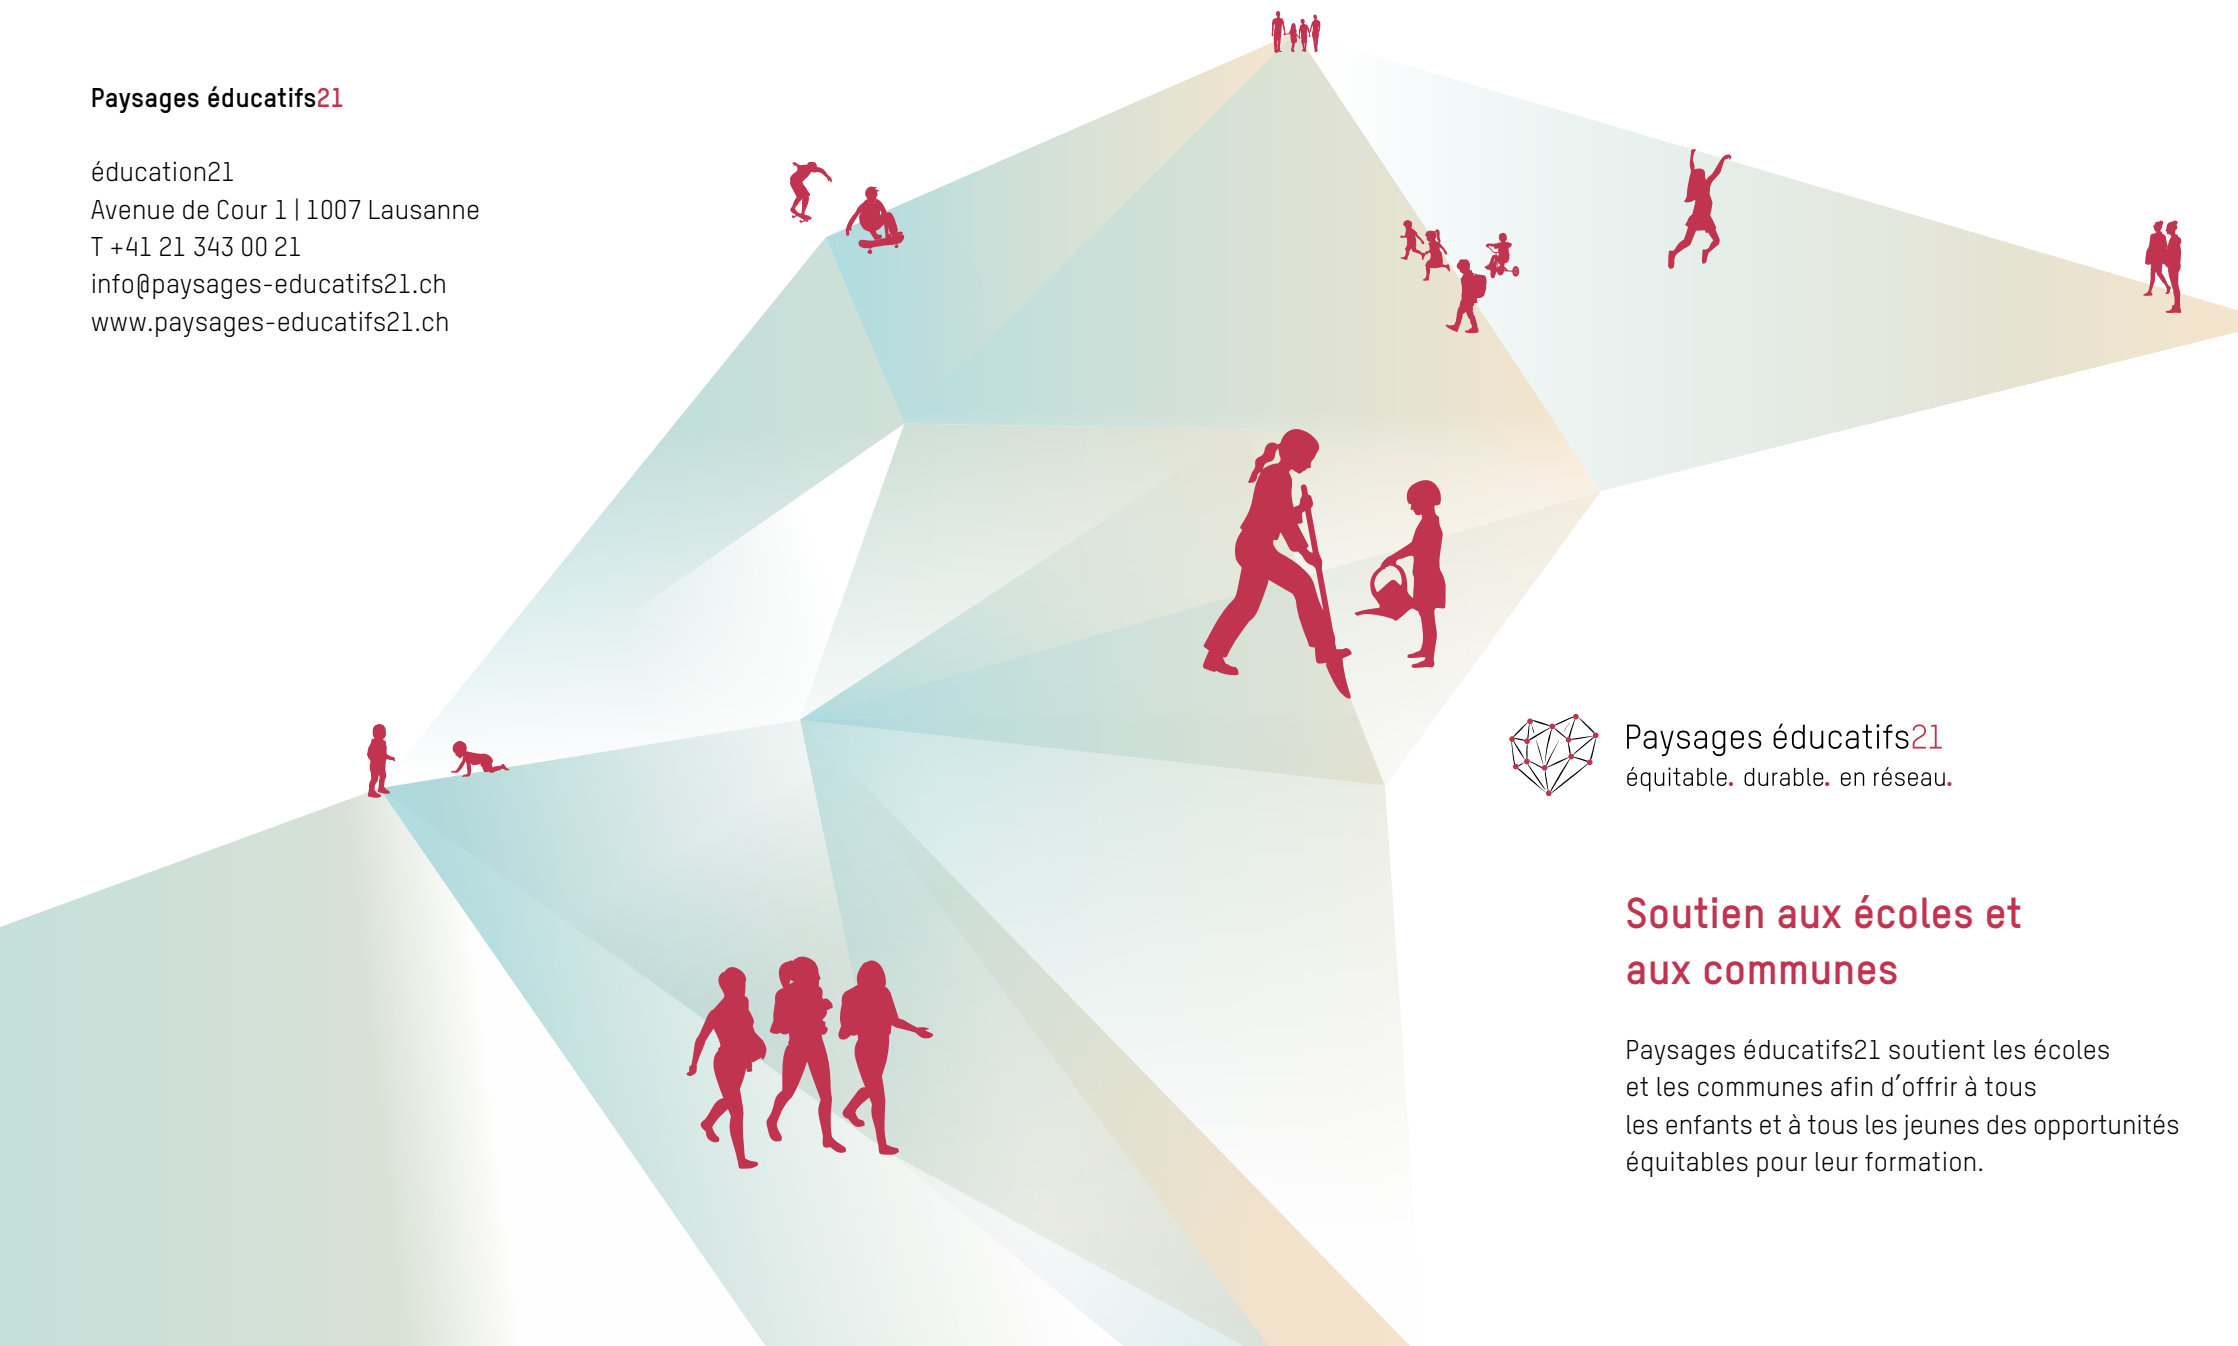 Paysages éducatifs21
éducation21
Avenue de Cour 1 | 1007 Lausanne
T +41 21 343 00 21
info@paysages-educatifs21.ch
www.paysages-educatifs21.ch
Paysages éducatifs21
équitable. durable. en réseau.
Soutien aux écoles et
aux communes
Paysages éducatifs21 soutient les écoles
et les communes afin d’offrir à tous
les enfants et à tous les jeunes des opportunités
équitables pour leur formation.